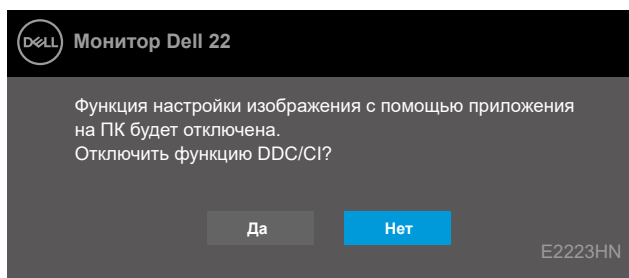 DELL Монитор Dell 22
Функция настройки изображения с помощью приложения
на ПК будет отключена.
Отключить функцию DDC/CI?
Да Нет
E2223HN